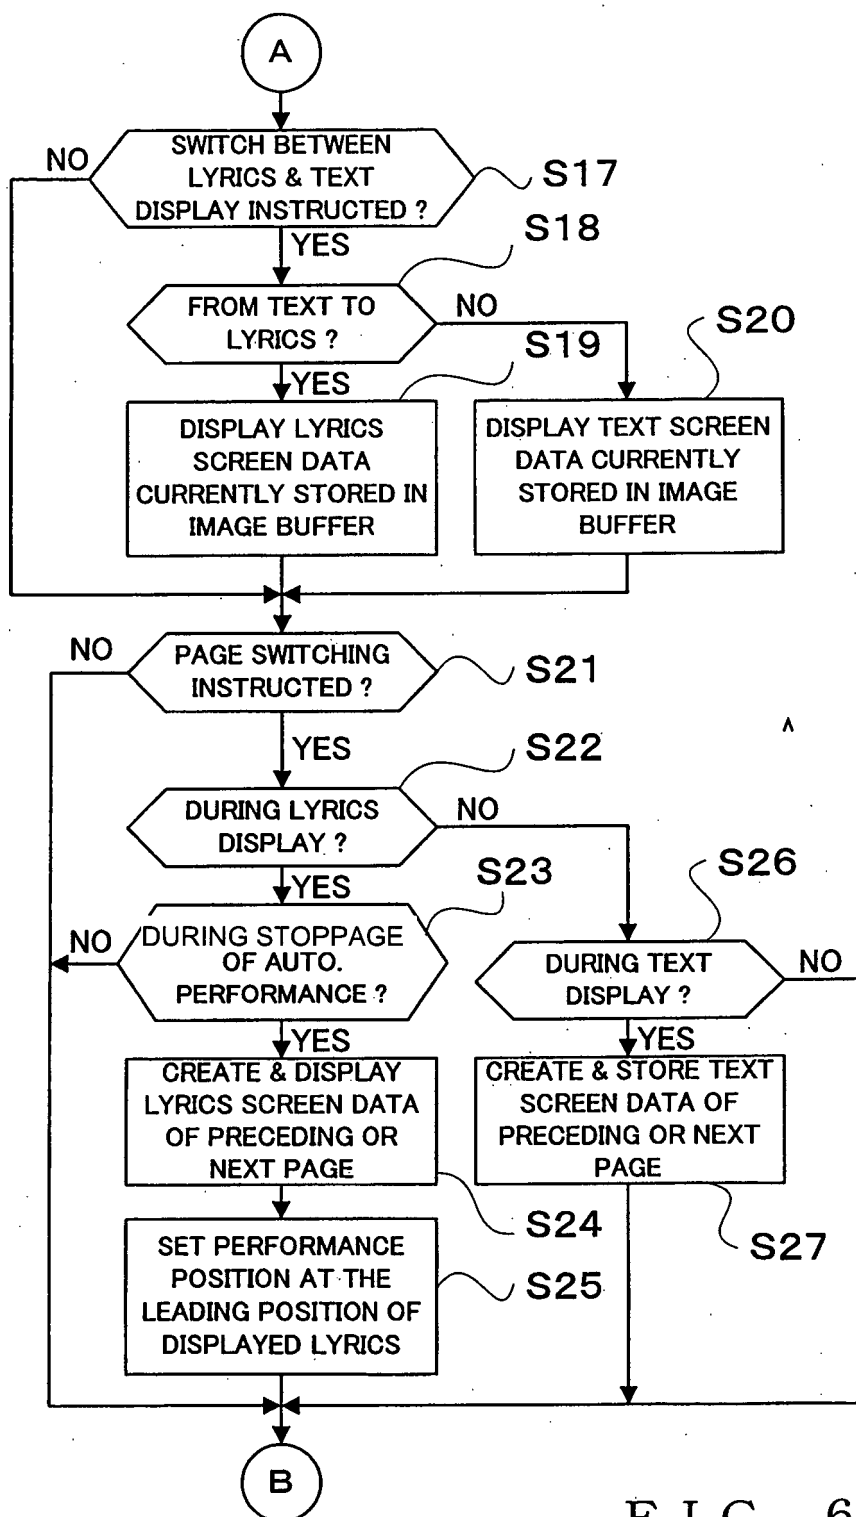 A
SWITCH BETWEEN
LYRICS & TEXT
DISPLAY INSTRUCTED ?
NO
S17
YES
S18
FROM TEXT TO
LYRICS ?
NO
YES
S19
S20
DISPLAY LYRICS
SCREEN DATA
CURRENTLY STORED IN
IMAGE BUFFER
DISPLAY TEXT SCREEN
DATA CURRENTLY
STORED IN IMAGE
BUFFER
NO
PAGE SWITCHING
INSTRUCTED ?
S21
YES
S22
DURING LYRICS
DISPLAY ?
NO
YES
S23
S26
NO
DURING STOPPAGE
OF AUTO.
PERFORMANCE ?
DURING TEXT
DISPLAY ?
NO
YES
YES
CREATE & DISPLAY
LYRICS SCREEN DATA
OF PRECEDING OR
NEXT PAGE
CREATE & STORE TEXT
SCREEN DATA OF
PRECEDING OR NEXT
PAGE
S24
S27
SET PERFORMANCE
POSITION AT THE
LEADING POSITION OF
DISPLAYED LYRICS
S25
B
FIG. 6